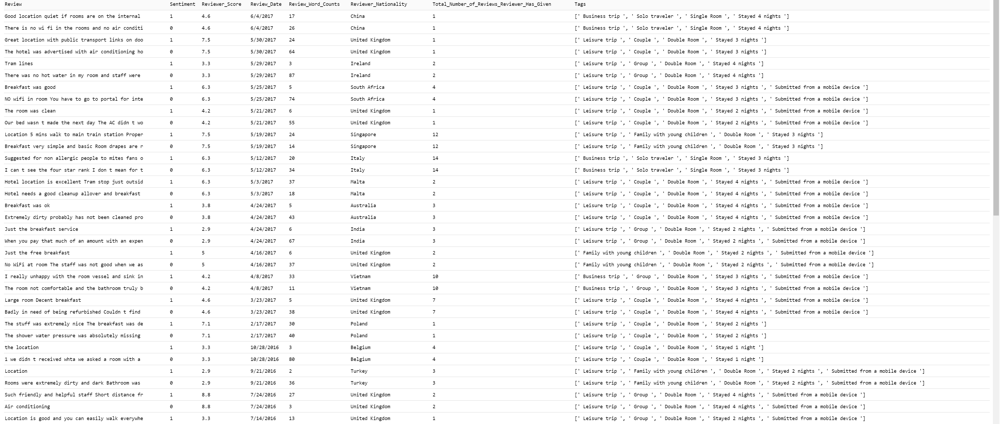 Review Sentiment Reviewer_Score Review_Date Review_Word_Counts Reviewer_Nationality Total_Number_of_Reviews_Reviewer_Has_Given Tags
Good location quiet if rooms are on the internal 1 4.6 6/4/2017 17 China 1 [' Business trip ', ' Solo traveler ', ' Single Room ', ' Stayed 4 nights ']
There is no wi fi in the rooms and no air conditi 0 4.6 6/4/2017 26 China 1 [' Business trip ', ' Solo traveler ', ' Single Room ', ' Stayed 4 nights ']
Great location with public transport links on doo 1 7.5 5/30/2017 24 United Kingdom 1 [' Leisure trip ', ' Couple ', ' Double Room ', ' Stayed 3 nights ']
The hotel was advertised with air conditioning ho 0 7.5 5/30/2017 64 United Kingdom 1 [' Leisure trip ', ' Couple ', ' Double Room ', ' Stayed 3 nights ']
Tram lines 1 3.3 5/29/2017 3 Ireland 2 [' Leisure trip ', ' Group ', ' Double Room ', ' Stayed 4 nights ']
There was no hot water in my room and staff were 0 3.3 5/29/2017 87 Ireland 2 [' Leisure trip ', ' Group ', ' Double Room ', ' Stayed 4 nights ']
Breakfast was good 1 6.3 5/25/2017 5 South Africa 4 [' Leisure trip ', ' Couple ', ' Double Room ', ' Stayed 3 nights ', ' Submitted from a mobile device ']
NO wifi in room You have to go to portal for inte 0 6.3 5/25/2017 74 South Africa 4 [' Leisure trip ', ' Couple ', ' Double Room ', ' Stayed 3 nights ', ' Submitted from a mobile device ']
The room was clean 1 4.2 5/21/2017 6 United Kingdom 1 [' Leisure trip ', ' Couple ', ' Double Room ', ' Stayed 2 nights ', ' Submitted from a mobile device ']
Our bed wasn t made the next day The AC didn t wo 0 4.2 5/21/2017 55 United Kingdom 1 [' Leisure trip ', ' Couple ', ' Double Room ', ' Stayed 2 nights ', ' Submitted from a mobile device ']
Location 5 mins walk to main train station Proper 1 7.5 5/19/2017 24 Singapore 12 [' Leisure trip ', ' Family with young children ', ' Double Room ', ' Stayed 3 nights ']
Breakfast very simple and basic Room drapes are r 0 7.5 5/19/2017 14 Singapore 12 [' Leisure trip ', ' Family with young children ', ' Double Room ', ' Stayed 3 nights ']
Suggested for non allergic people to mites fans o 1 6.3 5/12/2017 20 Italy 14 [' Business trip ', ' Solo traveler ', ' Single Room ', ' Stayed 3 nights ']
I can t see the four star rank I don t mean for t 0 6.3 5/12/2017 34 Italy 14 [' Business trip ', ' Solo traveler ', ' Single Room ', ' Stayed 3 nights ']
Hotel location is excellent Tram stop just outsid 1 6.3 5/3/2017 37 Malta 2 [' Leisure trip ', ' Couple ', ' Double Room ', ' Stayed 4 nights ', ' Submitted from a mobile device ']
Hotel needs a good cleanup allover and breakfast 0 6.3 5/3/2017 18 Malta 2 [' Leisure trip ', ' Couple ', ' Double Room ', ' Stayed 4 nights ', ' Submitted from a mobile device ']
Breakfast was ok 1 3.8 4/24/2017 5 Australia 3 [' Leisure trip ', ' Couple ', ' Double Room ', ' Stayed 4 nights ', ' Submitted from a mobile device ']
Extremely dirty probably has not been cleaned pro 0 3.8 4/24/2017 43 Australia 3 [' Leisure trip ', ' Couple ', ' Double Room ', ' Stayed 4 nights ', ' Submitted from a mobile device ']
Just the breakfast service 1 2.9 4/24/2017 6 India 3 [' Leisure trip ', ' Group ', ' Double Room ', ' Stayed 2 nights ', ' Submitted from a mobile device ']
When you pay that much of an amount with an expen 0 2.9 4/24/2017 67 India 3 [' Leisure trip ', ' Group ', ' Double Room ', ' Stayed 2 nights ', ' Submitted from a mobile device ']
Just the free breakfast 1 5 4/16/2017 6 United Kingdom 2 [' Family with young children ', ' Double Room ', ' Stayed 2 nights ', ' Submitted from a mobile device ']
No WiFi at room The staff was not good when we as 0 5 4/16/2017 37 United Kingdom 2 [' Family with young children ', ' Double Room ', ' Stayed 2 nights ', ' Submitted from a mobile device ']
I really unhappy with the room vessel and sink in 1 4.2 4/8/2017 33 Vietnam 10 [' Business trip ', ' Group ', ' Double Room ', ' Stayed 3 nights ', ' Submitted from a mobile device ']
The room not comfortable and the bathroom truly b 0 4.2 4/8/2017 11 Vietnam 10 [' Business trip ', ' Group ', ' Double Room ', ' Stayed 3 nights ', ' Submitted from a mobile device ']
Large room Decent breakfast 1 4.6 3/23/2017 5 United Kingdom 7 [' Leisure trip ', ' Couple ', ' Double Room ', ' Stayed 4 nights ', ' Submitted from a mobile device ']
Badly in need of being refurbished Couldn t find 0 4.6 3/23/2017 38 United Kingdom 7 [' Leisure trip ', ' Couple ', ' Double Room ', ' Stayed 4 nights ', ' Submitted from a mobile device ']
The stuff was extremely nice The breakfast was de 1 7.1 2/17/2017 30 Poland 1 [' Leisure trip ', ' Couple ', ' Double Room ', ' Stayed 2 nights ']
The shower water pressure was absolutely missing 0 7.1 2/17/2017 40 Poland 1 [' Leisure trip ', ' Couple ', ' Double Room ', ' Stayed 2 nights ']
the location 1 3.3 10/28/2016 3 Belgium 4 [' Leisure trip ', ' Couple ', ' Double Room ', ' Stayed 1 night ']
1 we didn t received whta we asked a room with a 0 3.3 10/28/2016 80 Belgium 4 [' Leisure trip ', ' Couple ', ' Double Room ', ' Stayed 1 night ']
Location 1 2.9 9/21/2016 2 Turkey 3 [' Leisure trip ', ' Family with young children ', ' Double Room ', ' Stayed 2 nights ', ' Submitted from a mobile device ']
Rooms were extremely dirty and dark Bathroom was 0 2.9 9/21/2016 36 Turkey 3 [' Leisure trip ', ' Family with young children ', ' Double Room ', ' Stayed 2 nights ', ' Submitted from a mobile device ']
Such friendly and helpful staff Short distance fr 1 8.8 7/24/2016 27 United Kingdom 2 [' Leisure trip ', ' Group ', ' Double Room ', ' Stayed 4 nights ', ' Submitted from a mobile device ']
Air conditioning 0 8.8 7/24/2016 3 United Kingdom 2 [' Leisure trip ', ' Group ', ' Double Room ', ' Stayed 4 nights ', ' Submitted from a mobile device ']
Location is good and you can easily walk everywhe 1 3.3 7/14/2016 13 United Kingdom 1 [' Leisure trip ', ' Group ', ' Double Room ', ' Stayed 2 nights ', ' Submitted from a mobile device ']